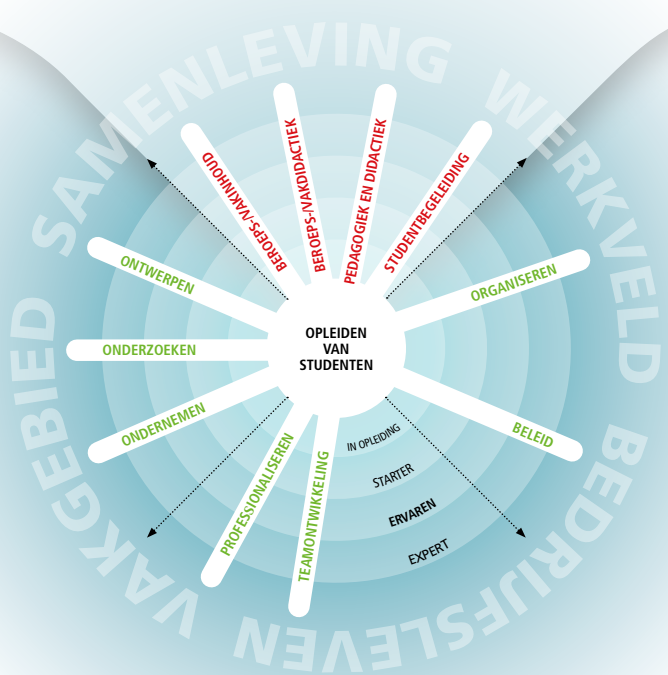 SAMENLEVING
WERKVELD
BEDRIJFSLEVEN
VAKGEBIED
BEROEPS-/VAKINHOUD
BEROEPS-/VAKDIDACTIEK
PEDAGOGIEK EN DIDACTIEK
STUDENTBEGELEIDING
ORGANISEREN
BELEID
TEAMONTWIKKELING
PROFESSIONALISEREN
ONDERNEMEN
ONDERZOEKEN
ONTWERPEN
OPLEIDEN
VAN
STUDENTEN
IN OPLEIDING
STARTER
ERVAREN
EXPERT